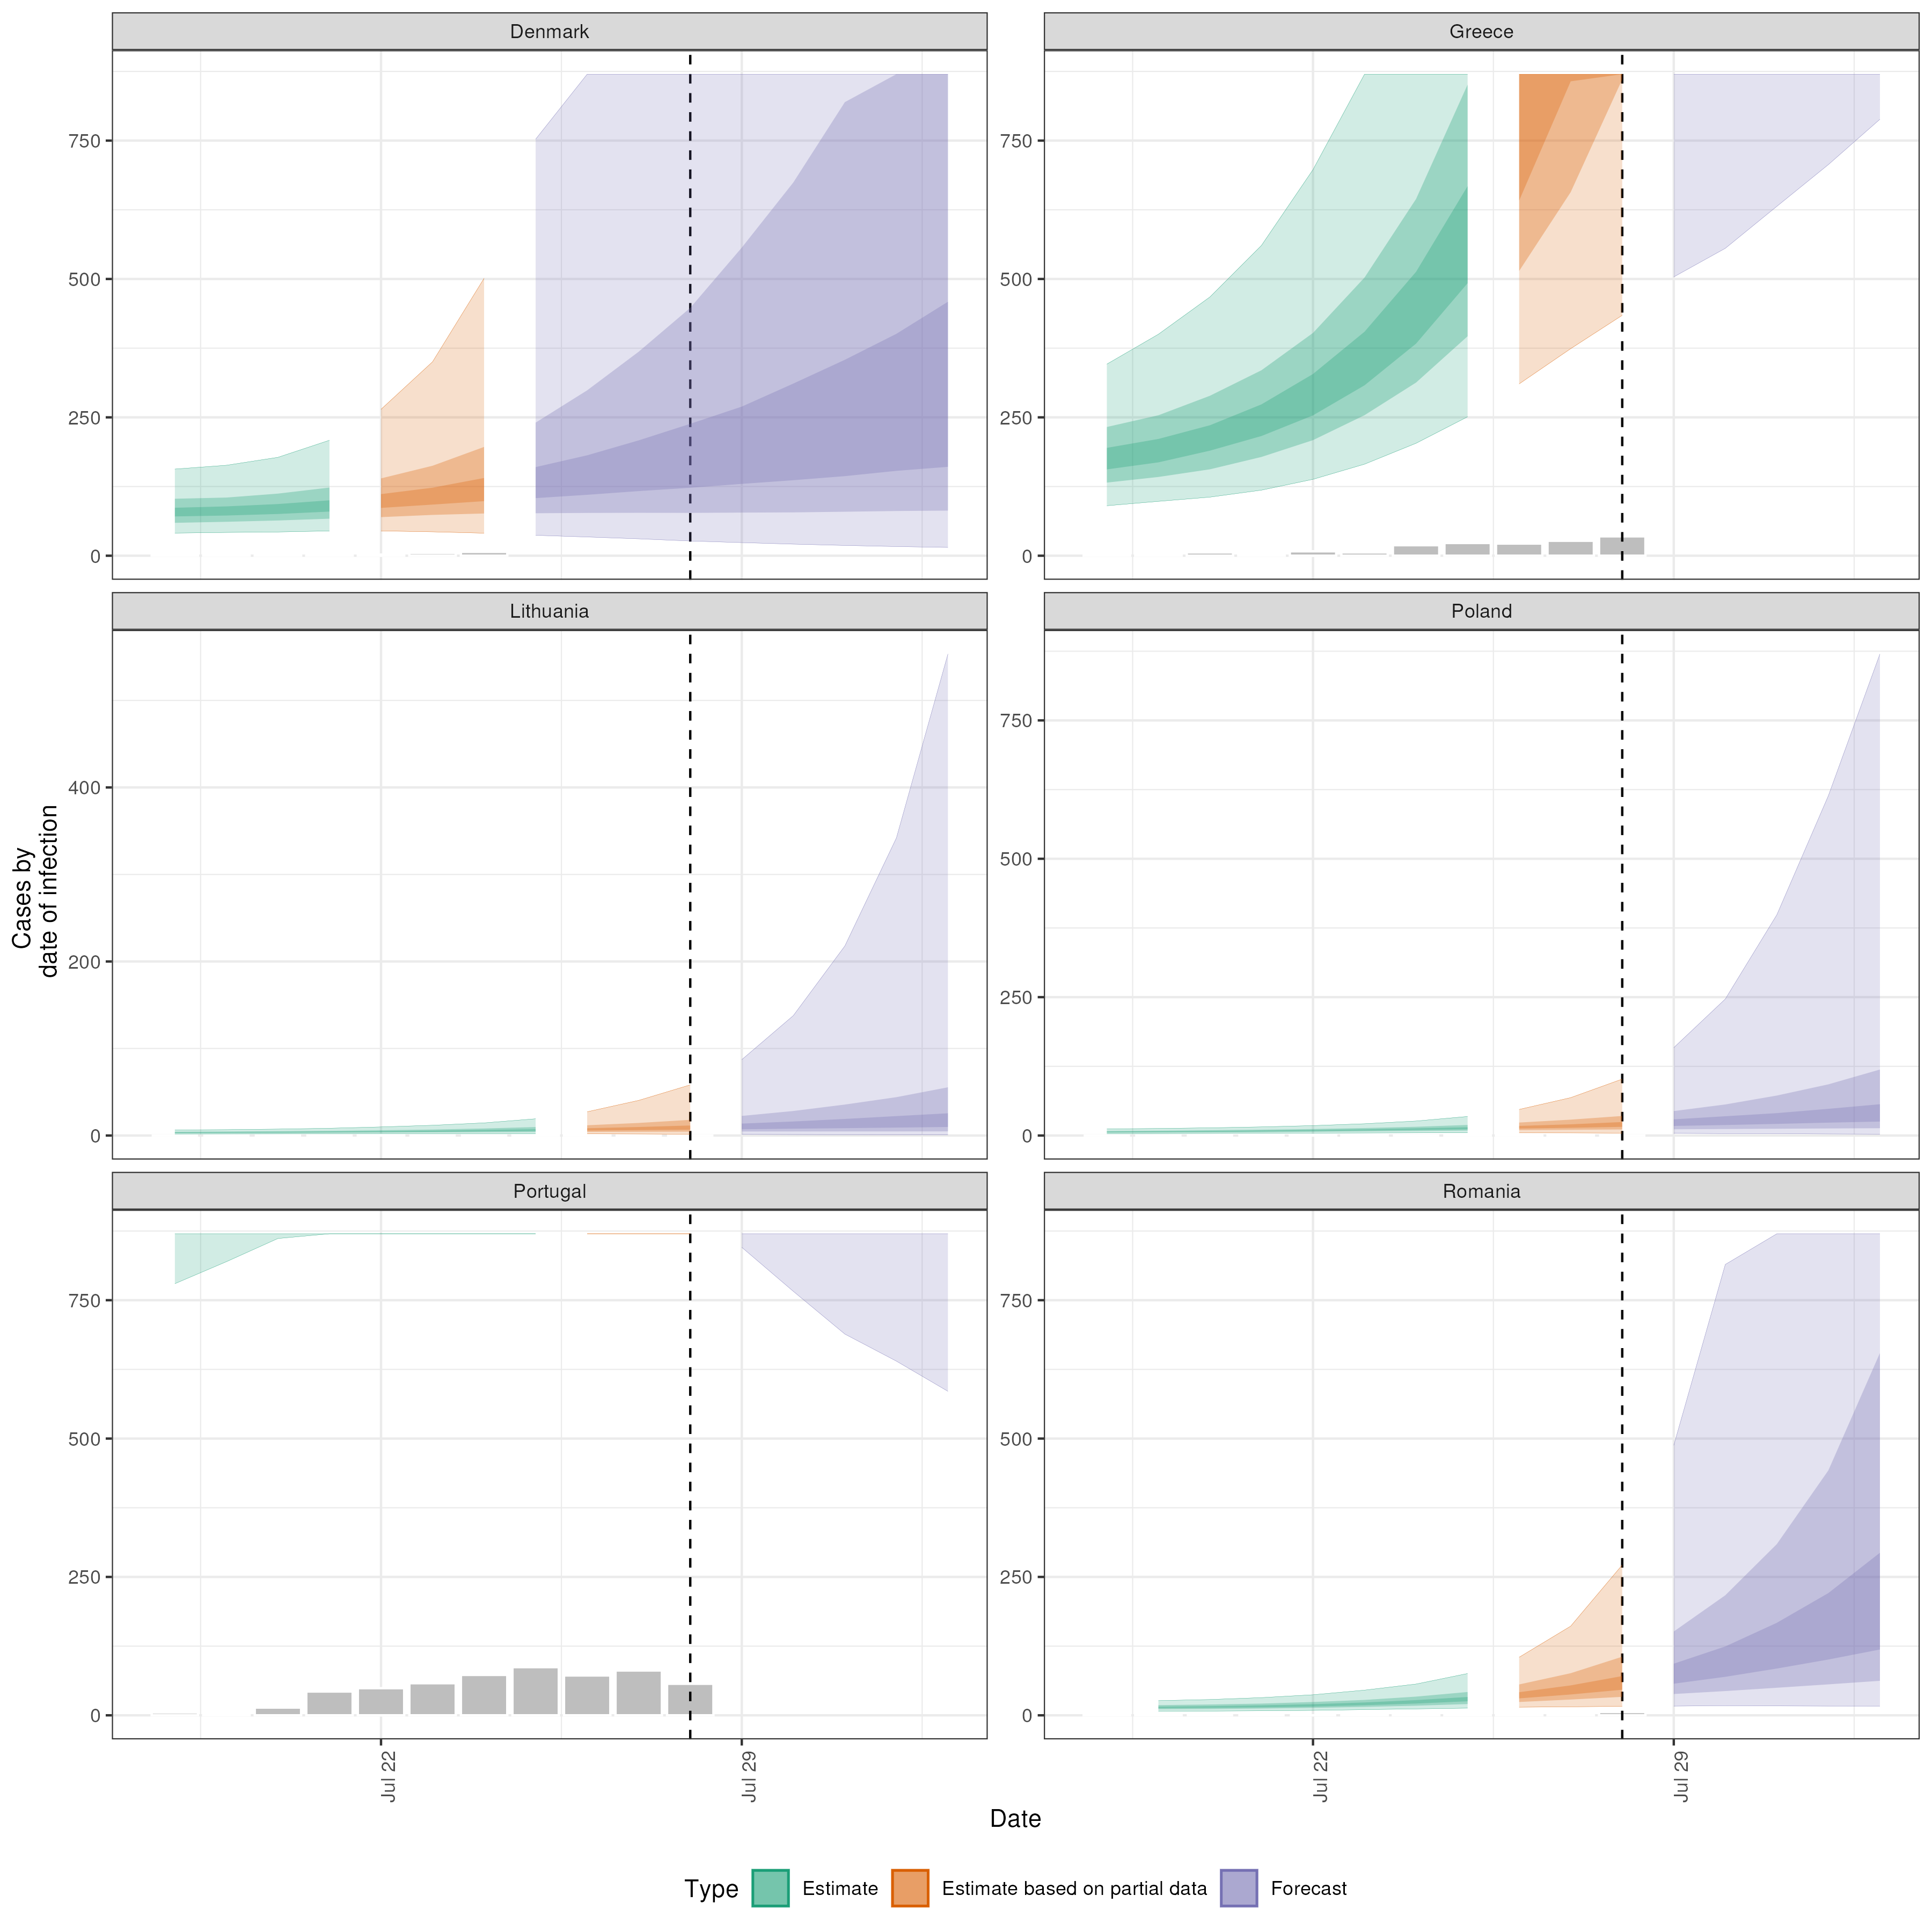 Denmark
Greece
750
500
250
0
750
500
250
0
Lithuania
Poland
400
200
0
750
500
250
0
Cases by
date of infection
Portugal
Romania
750
500
250
0
750
500
250
0
Jul 22
Jul 29
Jul 22
Jul 29
Date
Type
Estimate
Estimate based on partial data
Forecast